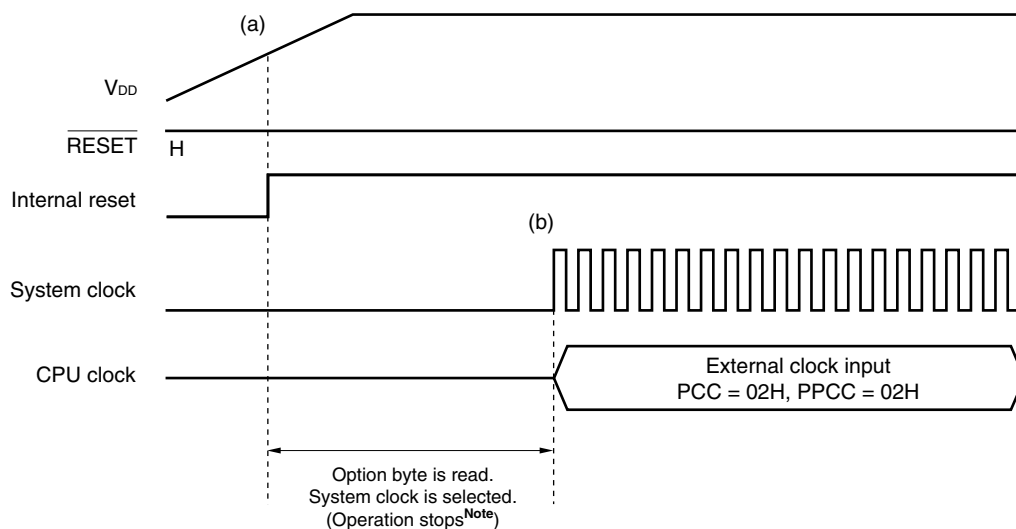 (a)
VDD
RESET
H
Internal reset
(b)
System clock
CPU clock
External clock input
PCC = 02H, PPCC = 02H
Option byte is read.
System clock is selected.
(Operation stopsNote)